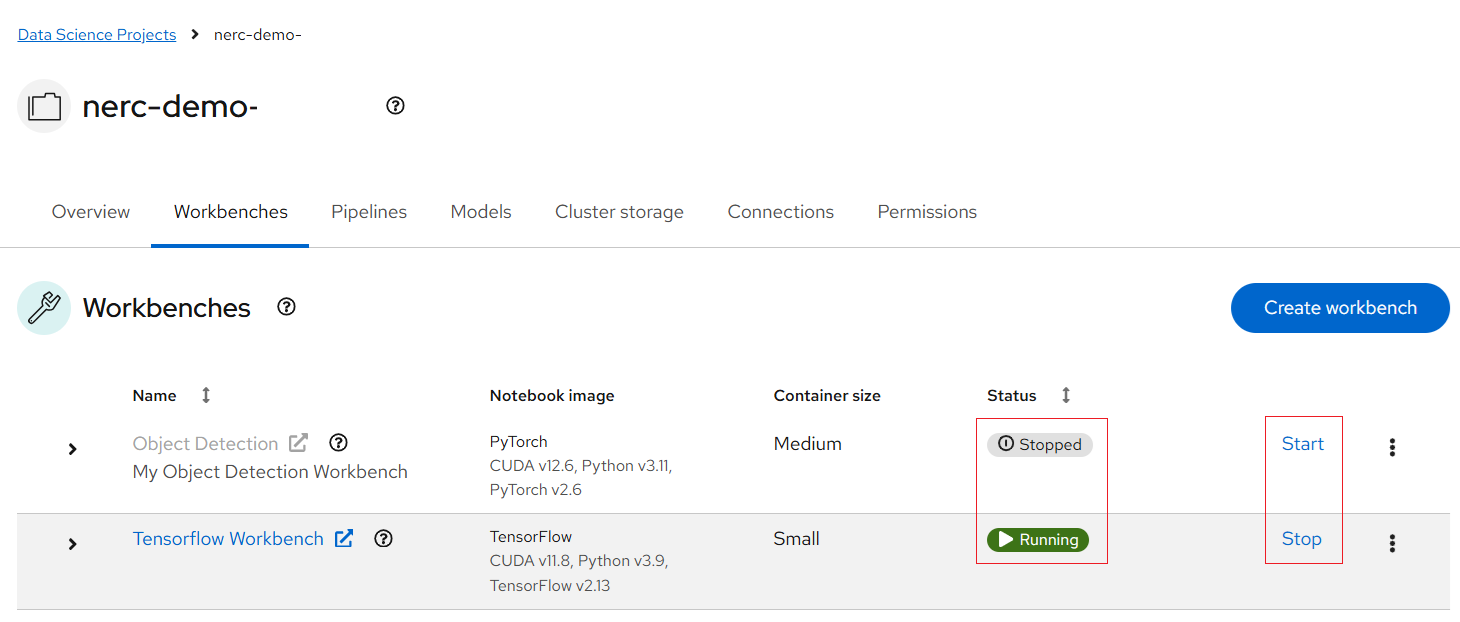 Data Science Projects > nerc-demo-
nerc-demo-
Overview Workbenches Pipelines Models Cluster storage Connections Permissions
Workbenches
Create workbench
Name Notebook image Container size Status
Object Detection PyTorch Medium Stopped Start
My Object Detection Workbench CUDA v12.6, Python v3.11,
PyTorch v2.6
Tensorflow Workbench TensorFlow Small Running Stop
CUDA v11.8, Python v3.9,
TensorFlow v2.13